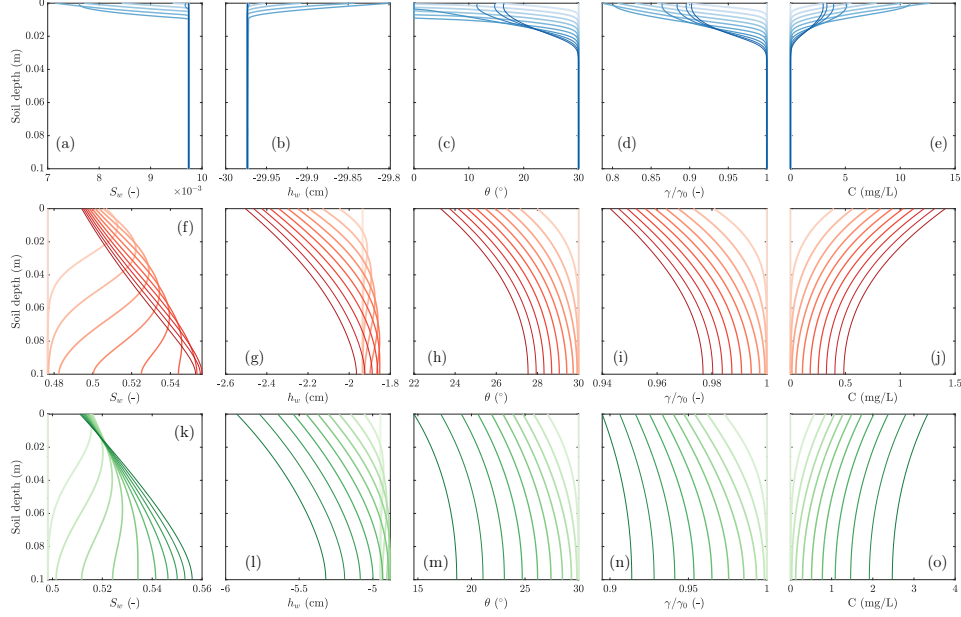 0
0.02
0.04
0.06
0.08
0.1
Soil depth (m)
(a)
7 8 9 10
×10⁻³
S_w (-)
(b)
-30 -29.95 -29.9 -29.85 -29.8
h_w (cm)
(c)
0 10 20 30
θ (°)
(d)
0.8 0.85 0.9 0.95 1
γ/γ₀ (-)
(e)
0 5 10 15
C (mg/L)
0
0.02
0.04
0.06
0.08
0.1
Soil depth (m)
(f)
0.48 0.5 0.52 0.54
S_w (-)
(g)
-2.6 -2.4 -2.2 -2 -1.8
h_w (cm)
(h)
22 24 26 28 30
θ (°)
(i)
0.94 0.96 0.98 1
γ/γ₀ (-)
(j)
0 0.5 1 1.5
C (mg/L)
0
0.02
0.04
0.06
0.08
0.1
Soil depth (m)
(k)
0.5 0.52 0.54 0.56
S_w (-)
(l)
-5.5 -5
h_w (cm)
(m)
15 20 25 30
θ (°)
(n)
0.9 0.95 1
γ/γ₀ (-)
(o)
0 1 2 3 4
C (mg/L)